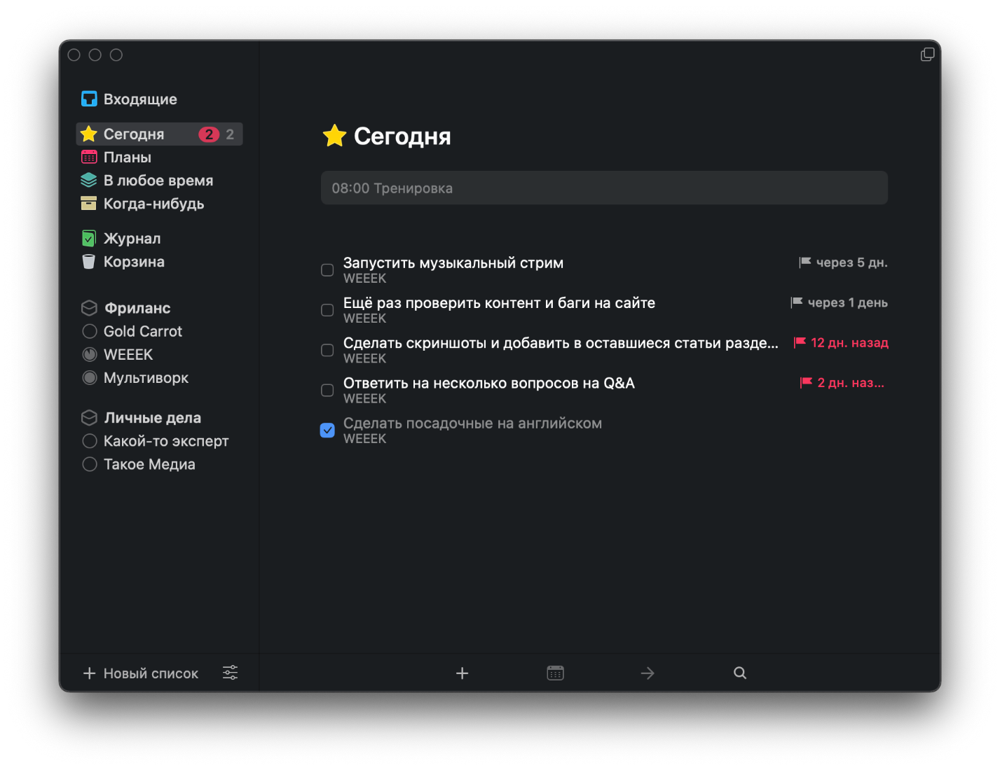 Входящие
Сегодня 2 2
Планы
В любое время
Когда-нибудь
Журнал
Корзина
Фриланс
Gold Carrot
WEEEK
Мультиворк
Личные дела
Какой-то эксперт
Такое Медиа
Новый список
Сегодня
08:00 Тренировка
Запустить музыкальный стрим через 5 дн.
WEEEK
Ещё раз проверить контент и баги на сайте через 1 день
WEEEK
Сделать скриншоты и добавить в оставшиеся статьи разде... 12 дн. назад
WEEEK
Ответить на несколько вопросов на Q&A 2 дн. наз...
WEEEK
Сделать посадочные на английском
WEEEK